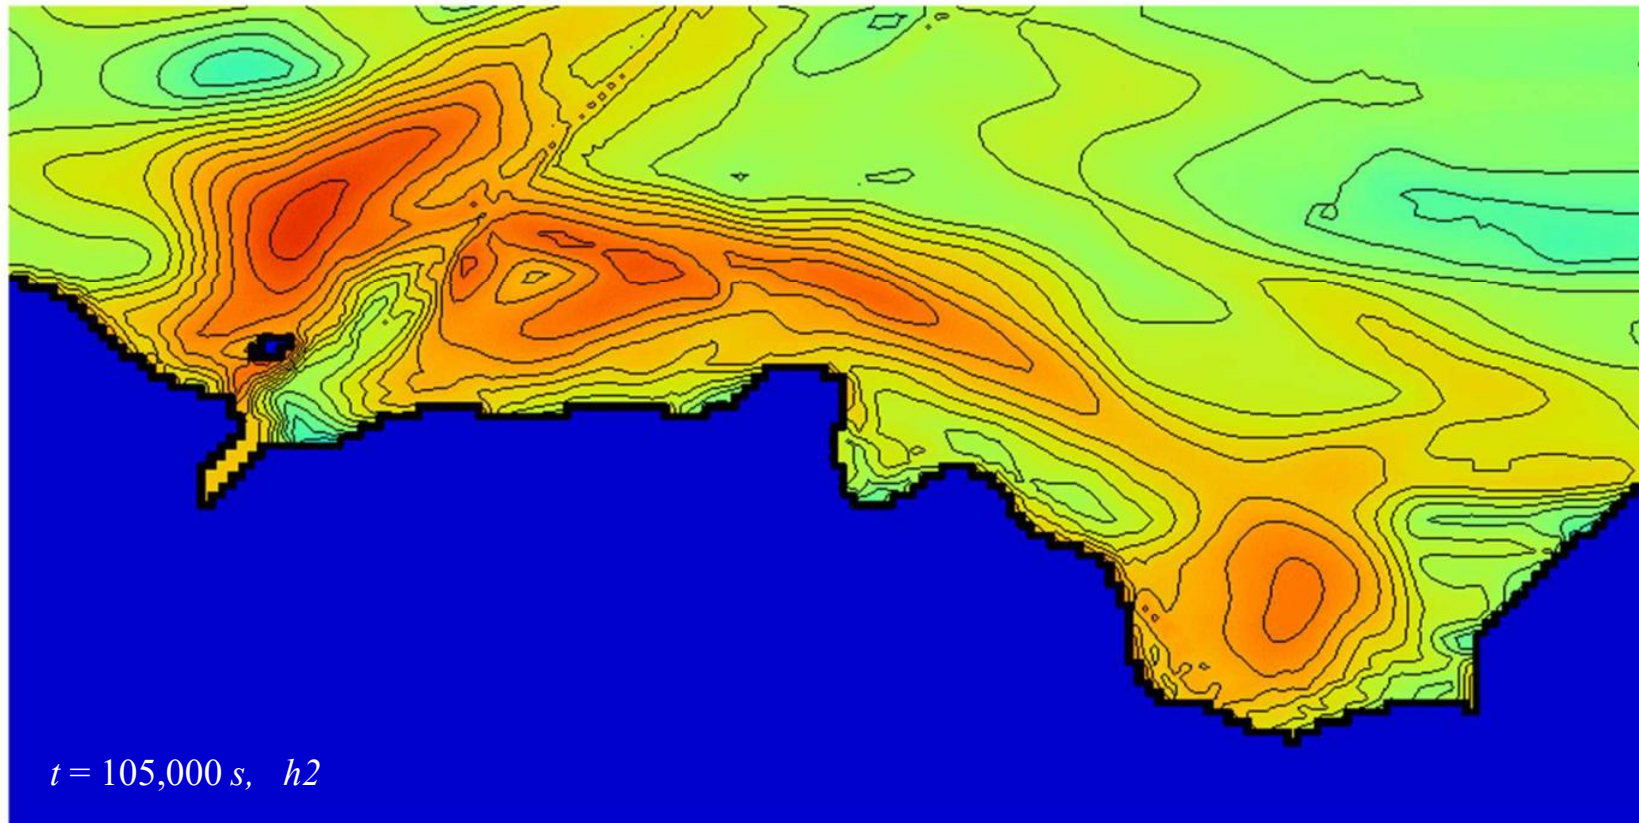 t = 105,000 s, h2